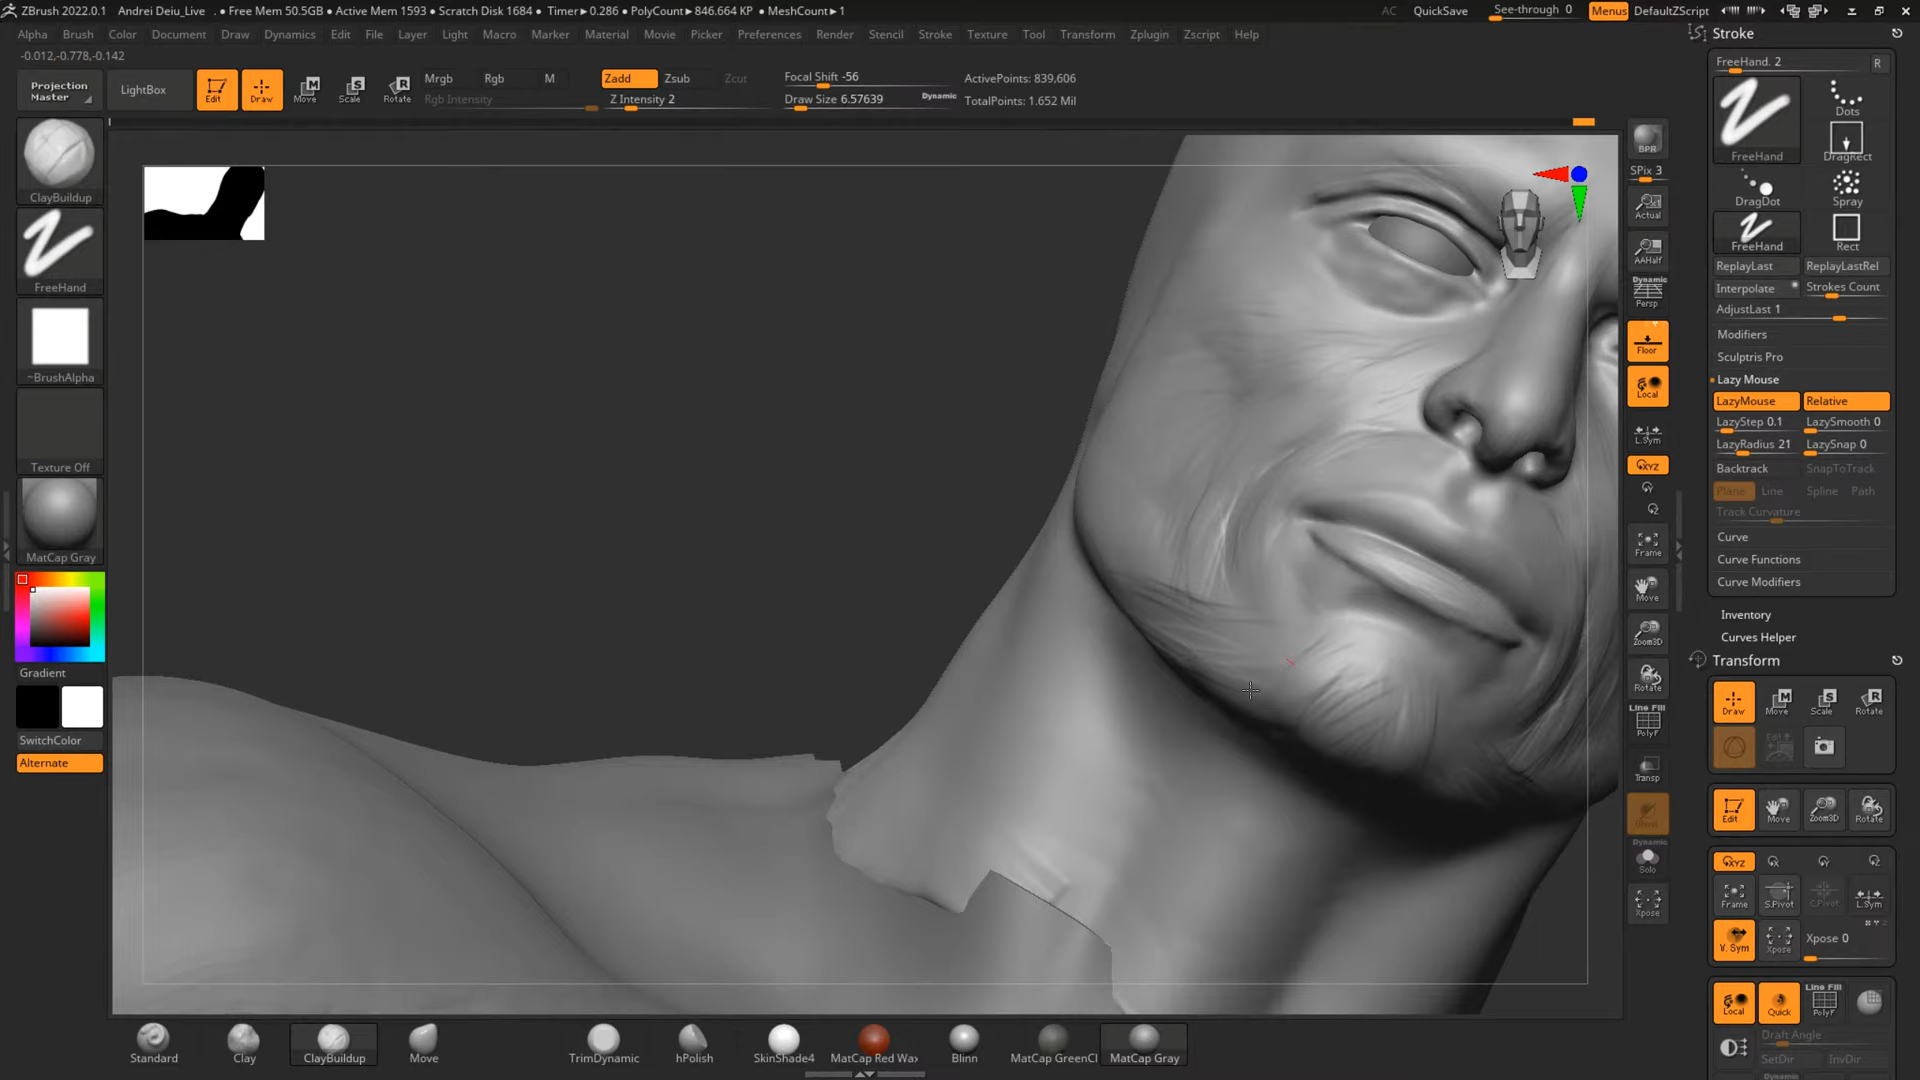 ZBrush 2022.0.1 Andrei Deiu_Live • Free Mem 50.5GB • Active Mem 1593 • Scratch Disk 1684 • Timer▸0.286 • PolyCount▸846.664 KP • MeshCount▸1 AC QuickSave See-through 0 Menus DefaultZScript
Alpha Brush Color Document Draw Dynamics Edit File Layer Light Macro Marker Material Movie Picker Preferences Render Stencil Stroke Texture Tool Transform Zplugin Zscript Help
-0.012,-0.778,-0.142
Projection Master
LightBox
Edit
Draw
Move
Scale
Rotate
Mrgb Rgb M
Rgb Intensity
Zadd Zsub Zcut
Z Intensity 2
Focal Shift -56
Draw Size 6.57639
Dynamic
ActivePoints: 839,606
TotalPoints: 1.652 Mil
ClayBuildup
FreeHand
~BrushAlpha
Texture Off
MatCap Gray
Gradient
SwitchColor
Alternate
BPR
SPix 3
Actual
AAHalf
Dynamic
Persp
Floor
Local
L.Sym
XYZ
Y
Z
Frame
Move
Zoom3D
Rotate
Line Fill
PolyF
Transp
Dynamic
Solo
Xpose
Stroke
FreeHand. 2 R
FreeHand
Dots
DragRect
DragDot
Spray
FreeHand
Rect
ReplayLast ReplayLastRel
Interpolate Strokes Count
AdjustLast 1
Modifiers
Sculptris Pro
Lazy Mouse
LazyMouse Relative
LazyStep 0.1 LazySmooth 0
LazyRadius 21 LazySnap 0
Backtrack SnapToTrack
Plane Line Spline Path
Track Curvature
Curve
Curve Functions
Curve Modifiers
Inventory
Curves Helper
Transform
Draw Move Scale Rotate
Edit Move Zoom3D Rotate
XYZ X Y Z
Frame S.Pivot C.Pivot L.Sym
V. Sym Xpose Xpose 0
Local Quick Line Fill PolyF
Draft Angle
SetDir InvDir
Dynamic
Standard Clay ClayBuildup Move TrimDynamic hPolish SkinShade4 MatCap Red Wax Blinn MatCap GreenCl MatCap Gray